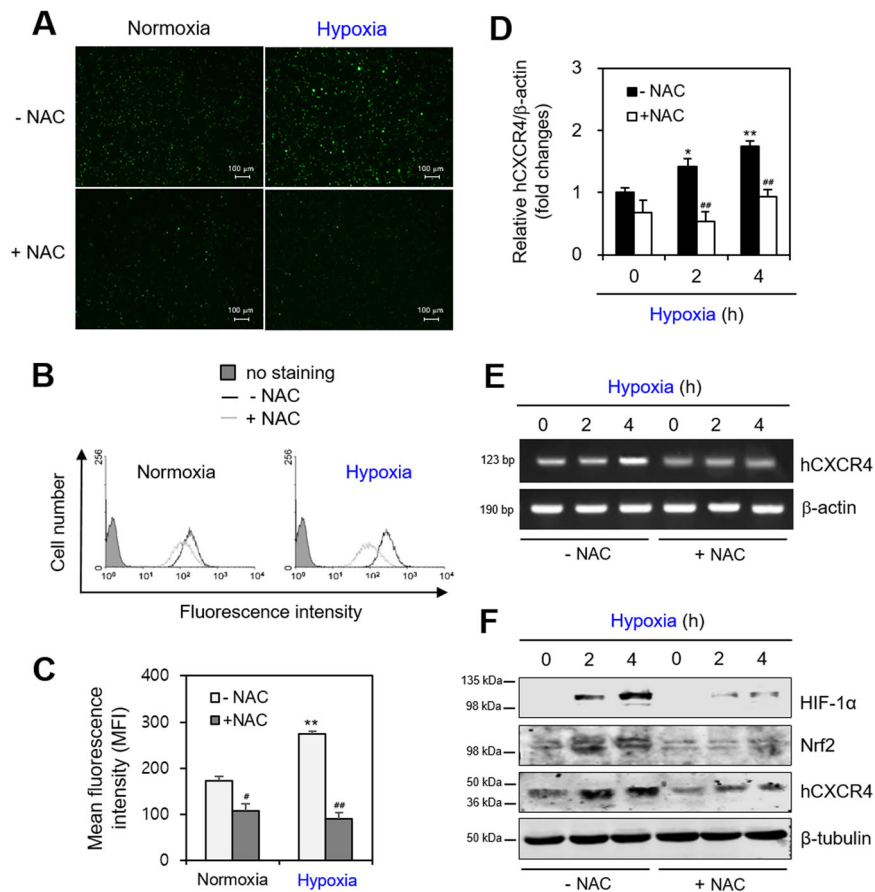 A
Normoxia
Hypoxia
- NAC
100 μm
100 μm
+ NAC
100 μm
100 μm
B
no staining
- NAC
+ NAC
Cell number
256
0
Normoxia
10⁰ 10¹ 10² 10³ 10⁴
256
0
Hypoxia
10⁰ 10¹ 10² 10³ 10⁴
Fluorescence intensity
C
Mean fluorescence
intensity (MFI)
400
300
200
100
0
- NAC
+NAC
#
**
##
Normoxia
Hypoxia
D
Relative hCXCR4/β-actin
(fold changes)
3
2
1
0
- NAC
+NAC
*
##
**
##
0 2 4
Hypoxia (h)
E
Hypoxia (h)
0 2 4 0 2 4
123 bp
hCXCR4
190 bp
β-actin
- NAC
+ NAC
F
Hypoxia (h)
0 2 4 0 2 4
135 kDa
98 kDa
HIF-1α
98 kDa
Nrf2
50 kDa
36 kDa
hCXCR4
50 kDa
β-tubulin
- NAC
+ NAC